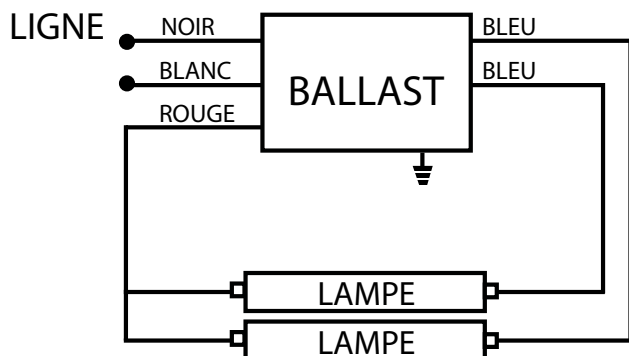 LIGNE
NOIR
BLEU
BLANC
BLEU
BALLAST
ROUGE
LAMPE
LAMPE